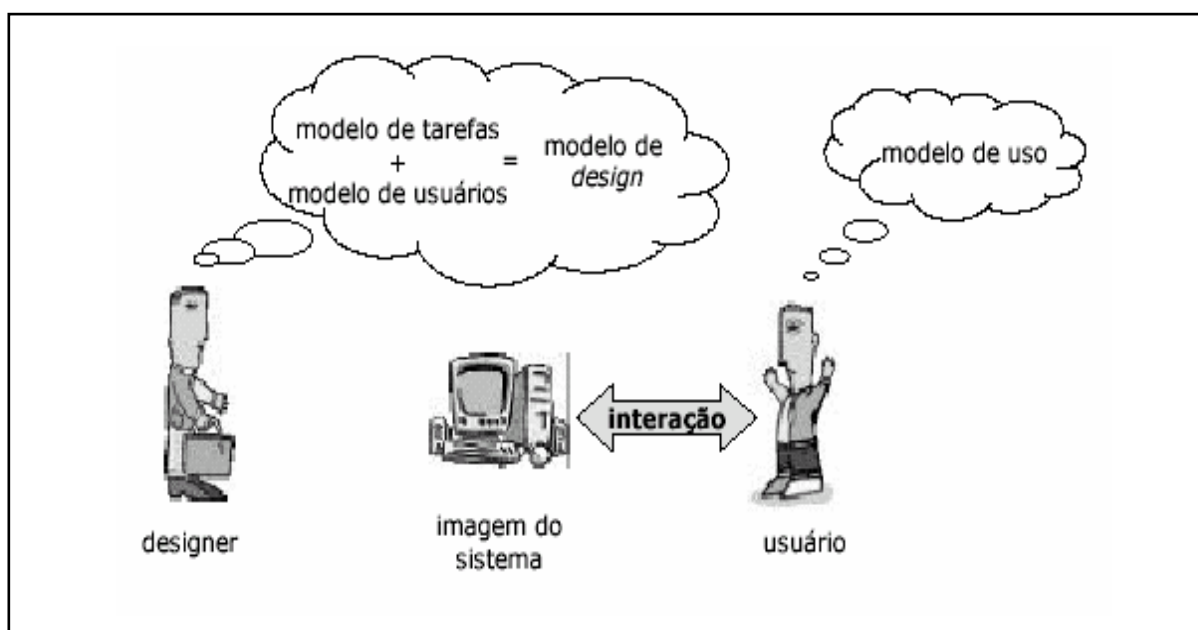 modelo de tarefas
+
modelo de usuários
=
modelo de
design
modelo de uso
interação
designer
imagem do
sistema
usuário